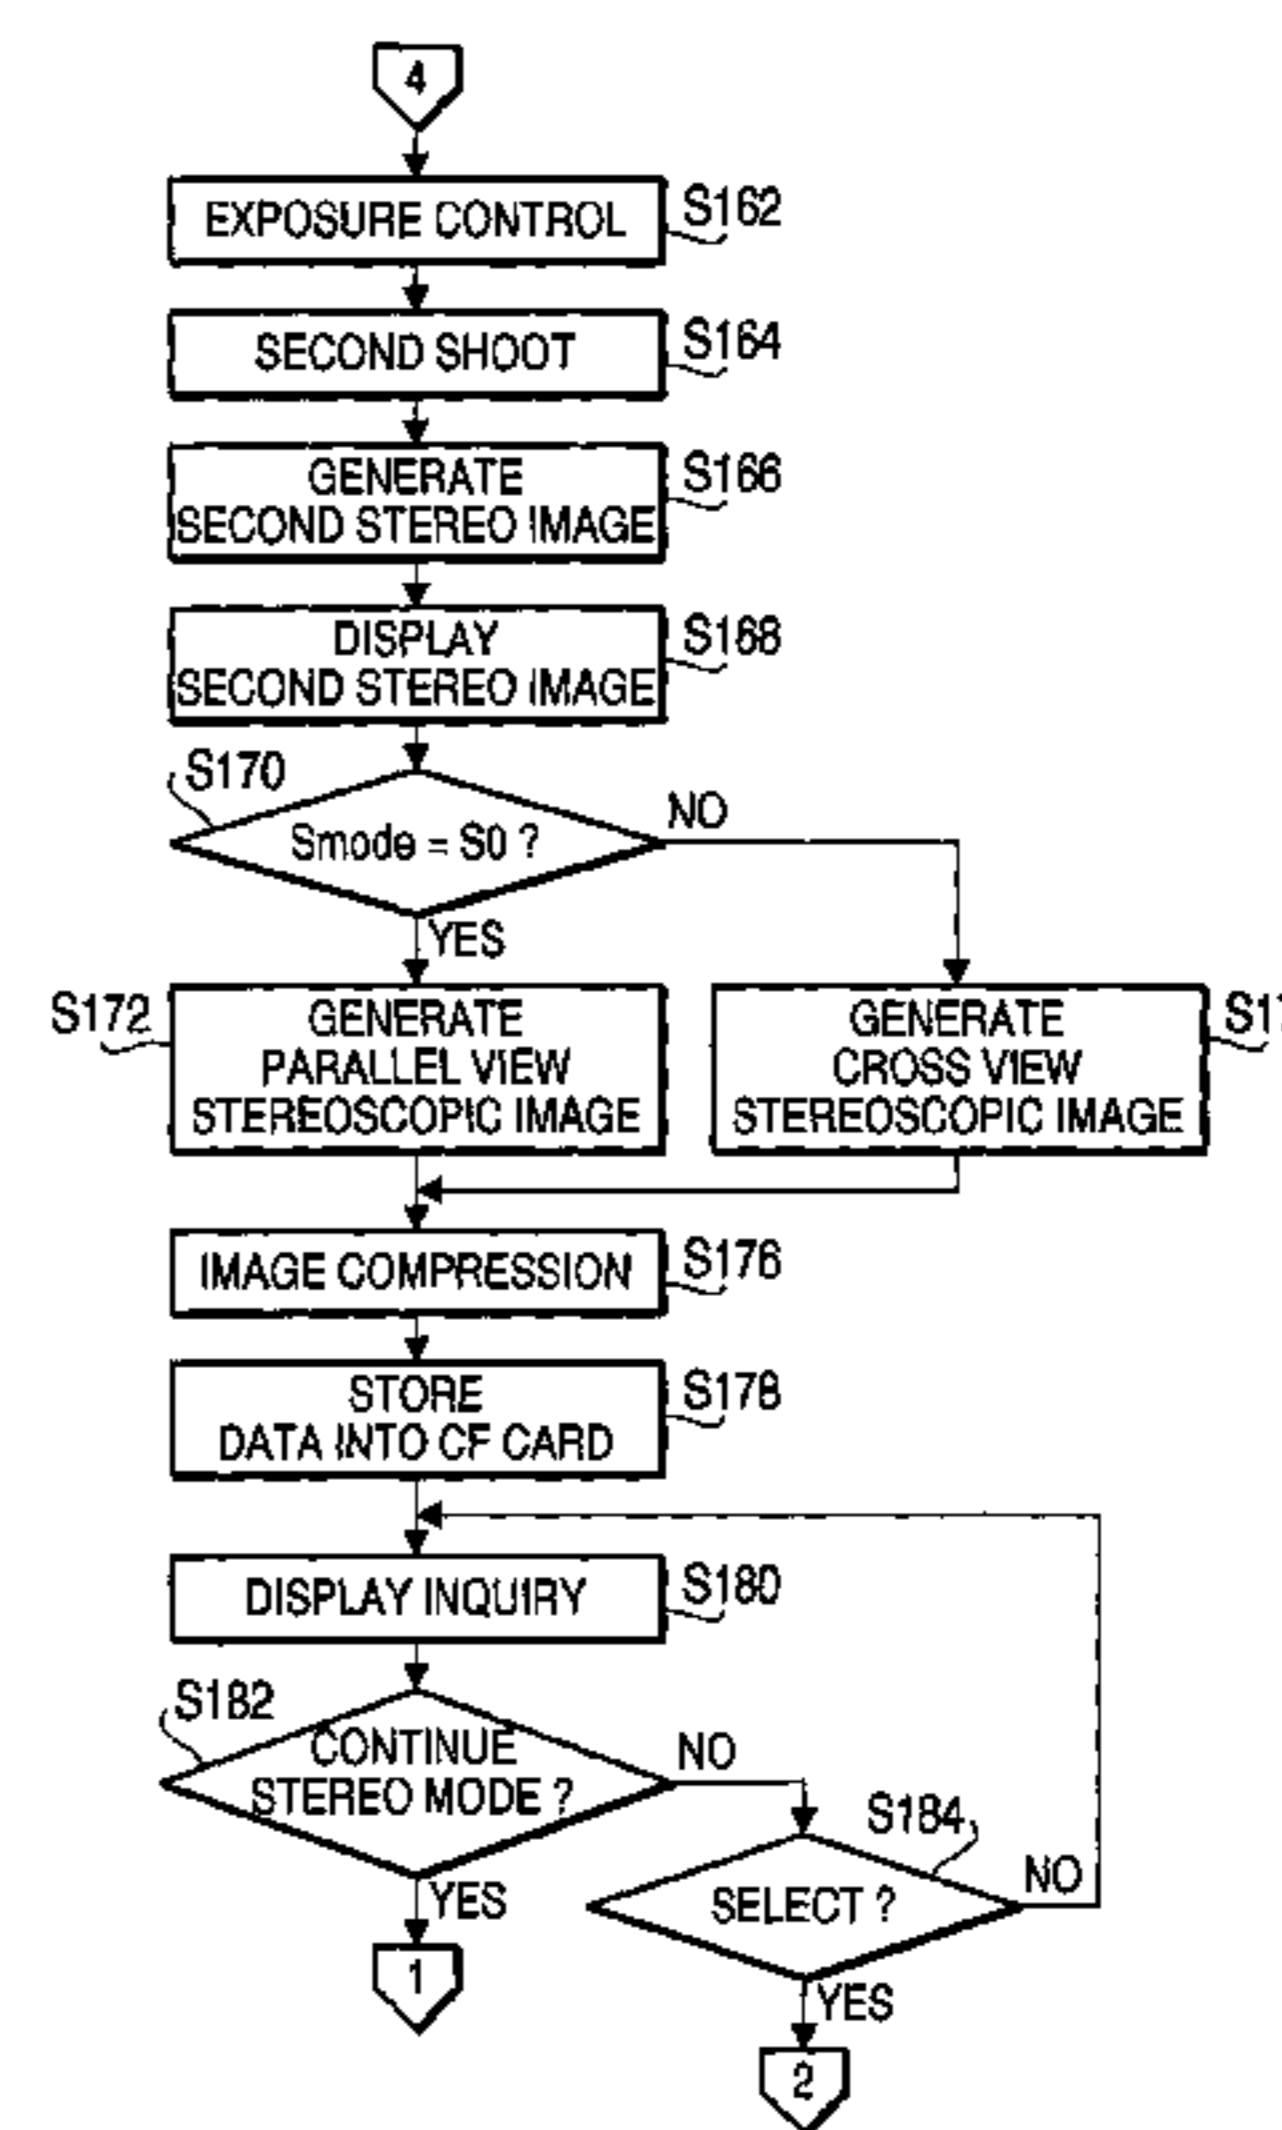 4
EXPOSURE CONTROL
S162
SECOND SHOOT
S164
GENERATE
SECOND STEREO IMAGE
S166
DISPLAY
SECOND STEREO IMAGE
S168
S170
Smode = S0 ?
NO
YES
S172
GENERATE
PARALLEL VIEW
STEREOSCOPIC IMAGE
GENERATE
CROSS VIEW
STEREOSCOPIC IMAGE
IMAGE COMPRESSION
S176
STORE
DATA INTO CF CARD
S178
DISPLAY INQUIRY
S180
S182
CONTINUE
STEREO MODE ?
NO
YES
S184
SELECT ?
NO
YES
1
2